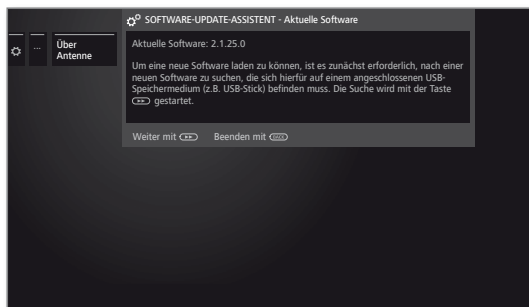 SOFTWARE-UPDATE-ASSISTENT - Aktuelle Software
...
Über
Antenne
Aktuelle Software: 2.1.25.0
Um eine neue Software laden zu können, ist es zunächst erforderlich, nach einer
neuen Software zu suchen, die sich hierfür auf einem angeschlossenen USB-
Speichermedium (z.B. USB-Stick) befinden muss. Die Suche wird mit der Taste
gestartet.
Weiter mit Beenden mit BACK